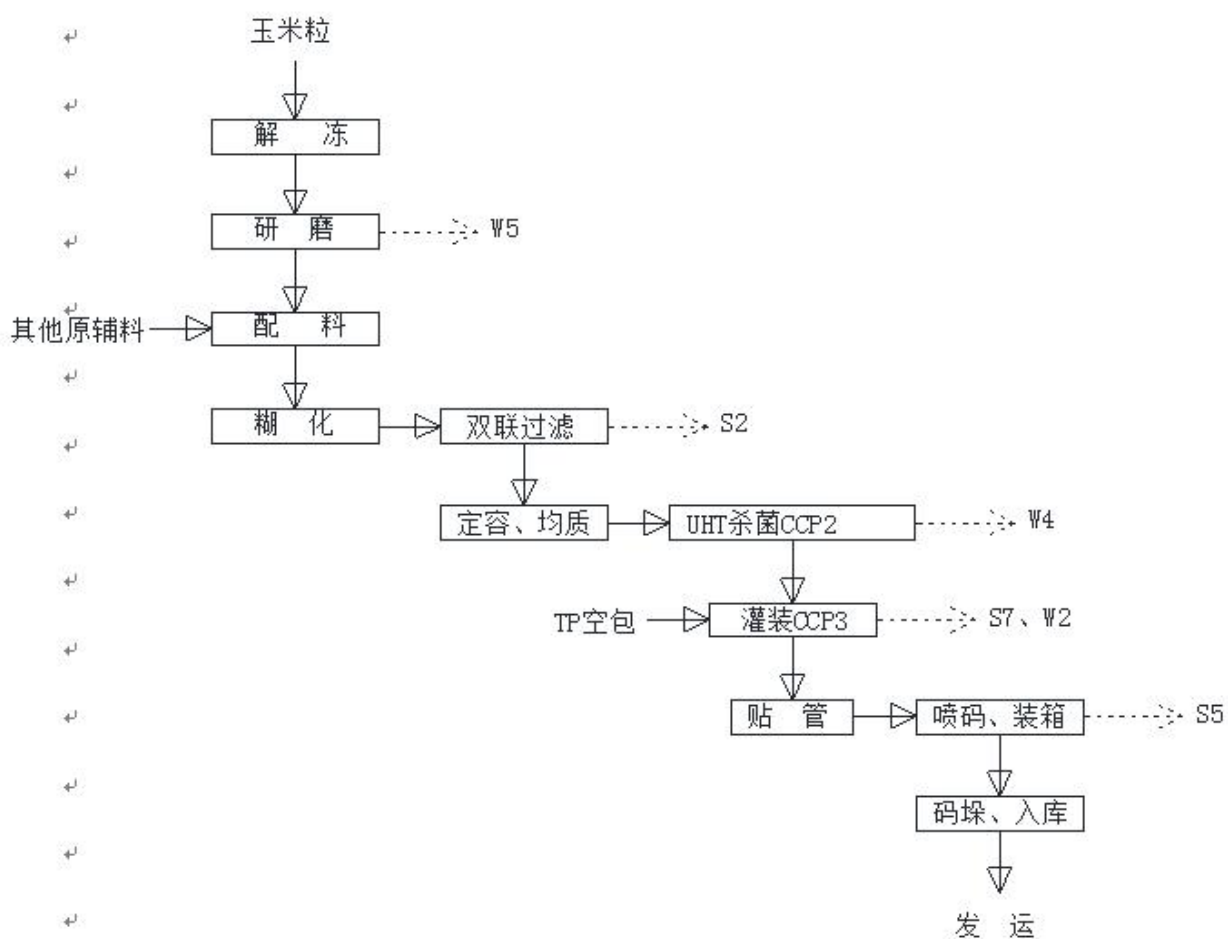 玉米粒
解 冻
研 磨
W5
其他原辅料
配 料
糊 化
双联过滤
S2
定容、均质
UHT杀菌CCP2
W4
TP空包
灌装CCP3
S7、W2
贴 管
喷码、装箱
S5
码垛、入库
发 运